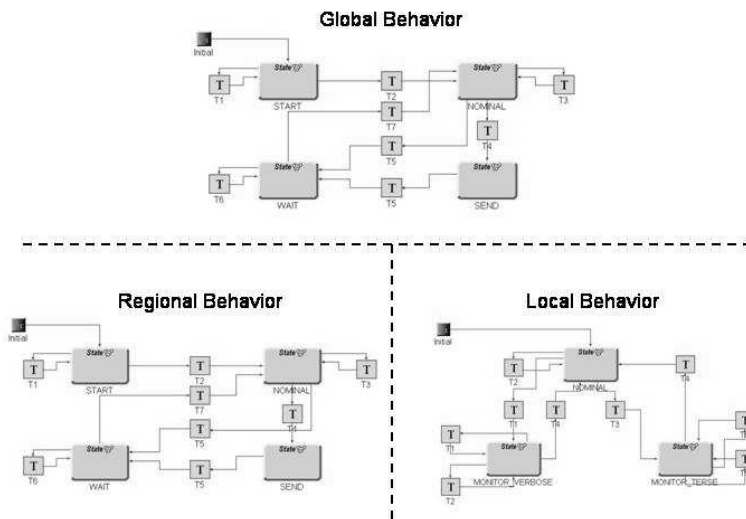 Global Behavior
Initial
State
State
T
T1
START
T
T2
T
T7
NOMINAL
T
T3
T
T4
State
T
T5
State
T
T6
WAIT
T
T5
SEND
Regional Behavior
Initial
State
State
T
T1
START
T
T2
T
T7
NOMINAL
T
T3
T
T
T5
State
State
T
T6
WAIT
T
T5
SEND
Local Behavior
Initial
State
T
T2
NOMINAL
T
T4
T
T1
T
T4
T
T3
T
T1
State
MONITOR_VERBOSE
T
T2
State
MONITOR_TERSE
T
T